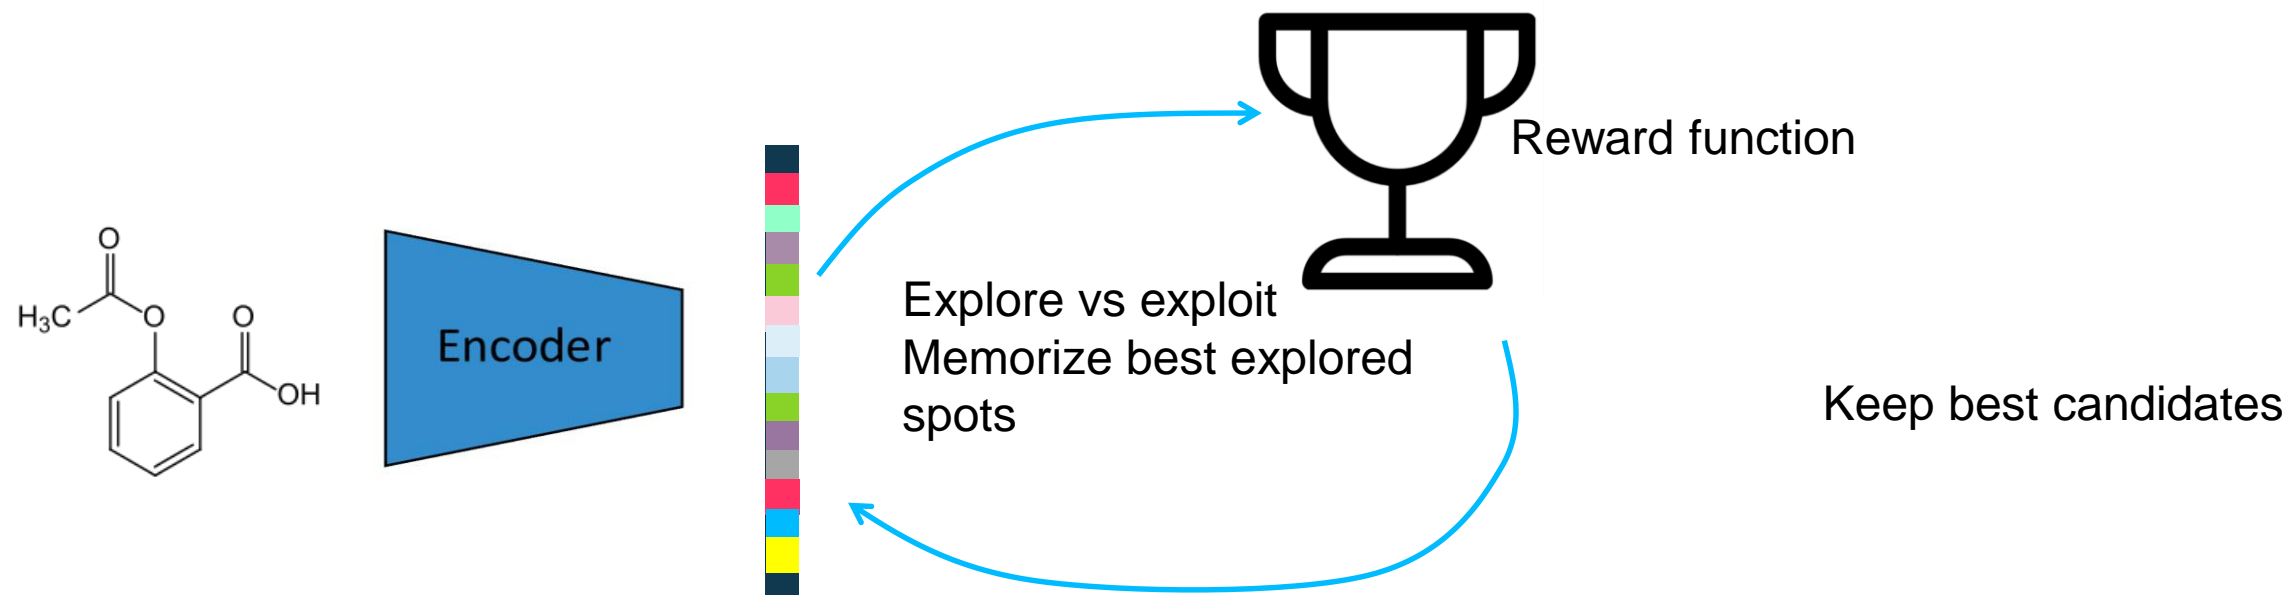 O
H₃C
O
O
OH
Encoder
Explore vs exploit
Memorize best explored
spots
Reward function
Keep best candidates